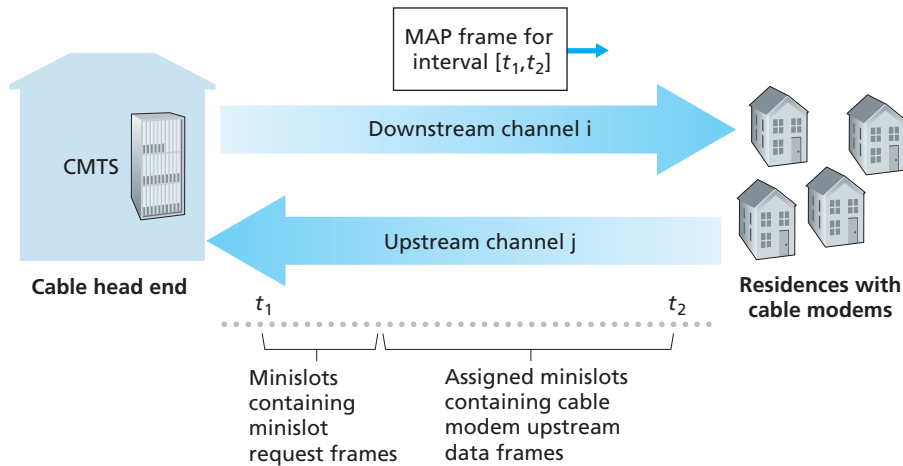 MAP frame for
interval [t₁,t₂]
Downstream channel i
CMTS
Upstream channel j
Cable head end
Residences with
cable modems
t₁
t₂
Minislots
containing
minislot
request frames
Assigned minislots
containing cable
modem upstream
data frames